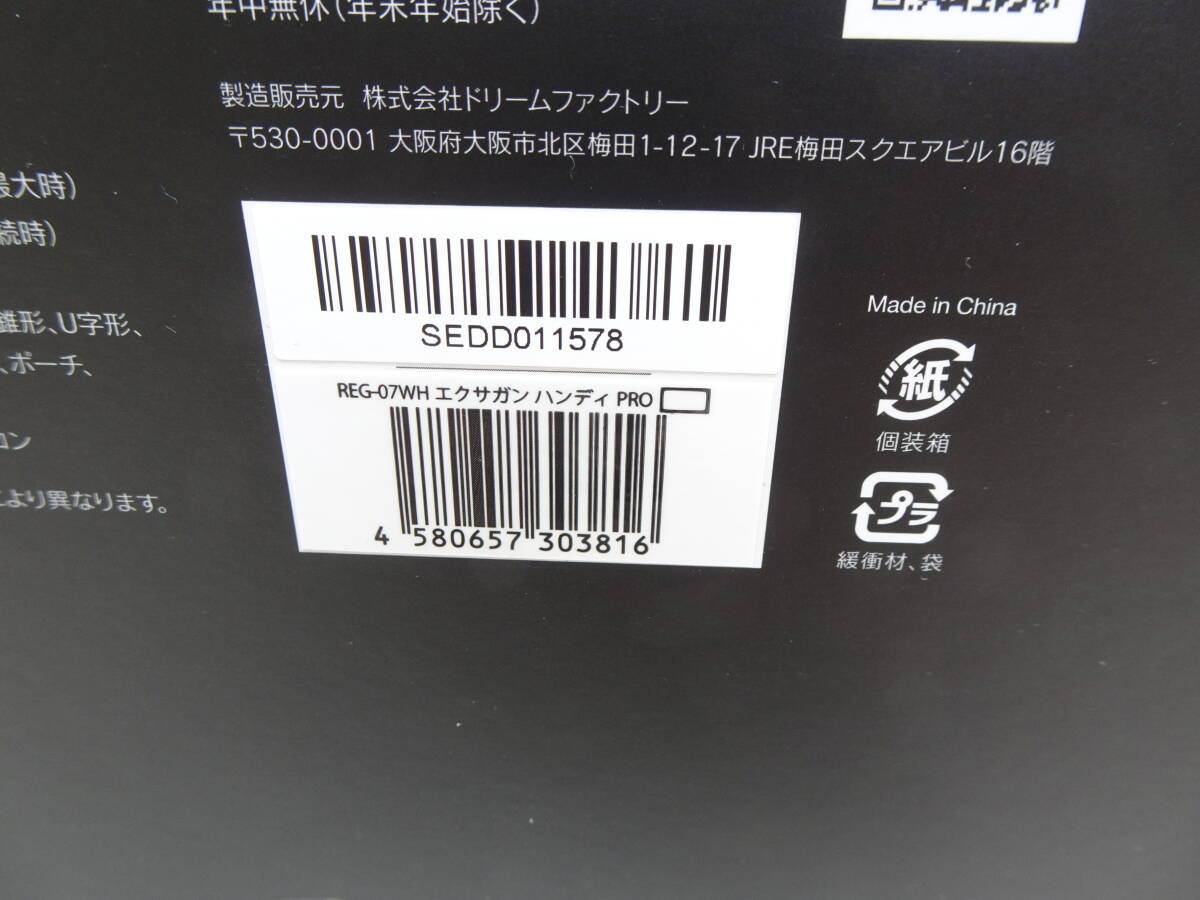 年中無休(年末年始除く)
製造販売元 株式会社ドリームファクトリー
〒530-0001 大阪府大阪市北区梅田1-12-17 JRE梅田スクエアビル16階
最大時)
続時)
錐形、U字形、
、ポーチ、
コン
により異なります。
SEDD011578
REG-07WH エクサガン ハンディ PRO
4 580657 303816
Made in China
紙
個装箱
プラ
緩衝材、袋